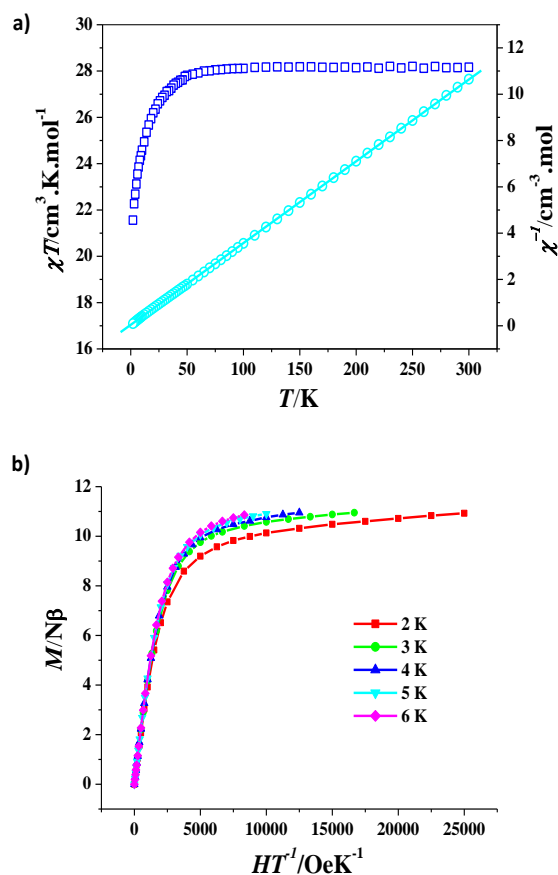 a)
30
28
26
24
22
20
18
16
χT/cm³.K.mol⁻¹
11
10
8
6
4
2
0
χ⁻¹/cm⁻³.mol
0 50 100 150 200 250 300
T/K
b)
12
10
8
6
4
2
0
M/Nβ
2 K
3 K
4 K
5 K
6 K
0 5000 10000 15000 20000 25000
HT⁻¹/OeK⁻¹